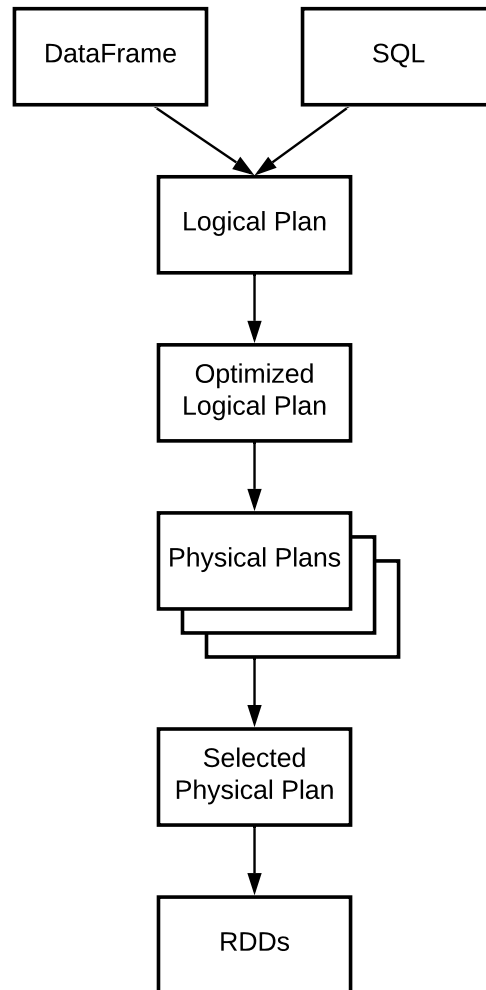 DataFrame
SQL
Logical Plan
Optimized
Logical Plan
Physical Plans
Selected
Physical Plan
RDDs